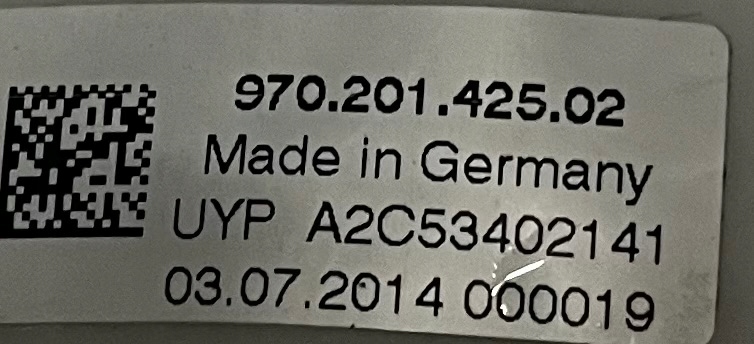 970.201.425.02
Made in Germany
UYP A2C53402141
03.07.2014 000019